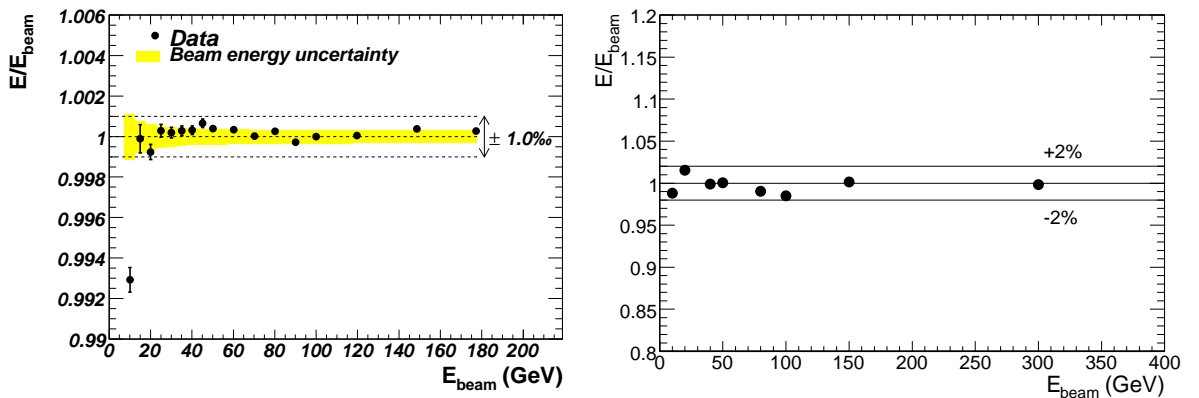 E/E_beam
1.006
1.004
1.002
1
0.998
0.996
0.994
0.992
0.99
Data
Beam energy uncertainty
± 1.0‰
0 20 40 60 80 100 120 140 160 180 200
E_beam (GeV)
E/E_beam
1.2
1.15
1.1
1.05
1
0.95
0.9
0.85
0.8
+2%
-2%
0 50 100 150 200 250 300 350 400
E_beam (GeV)